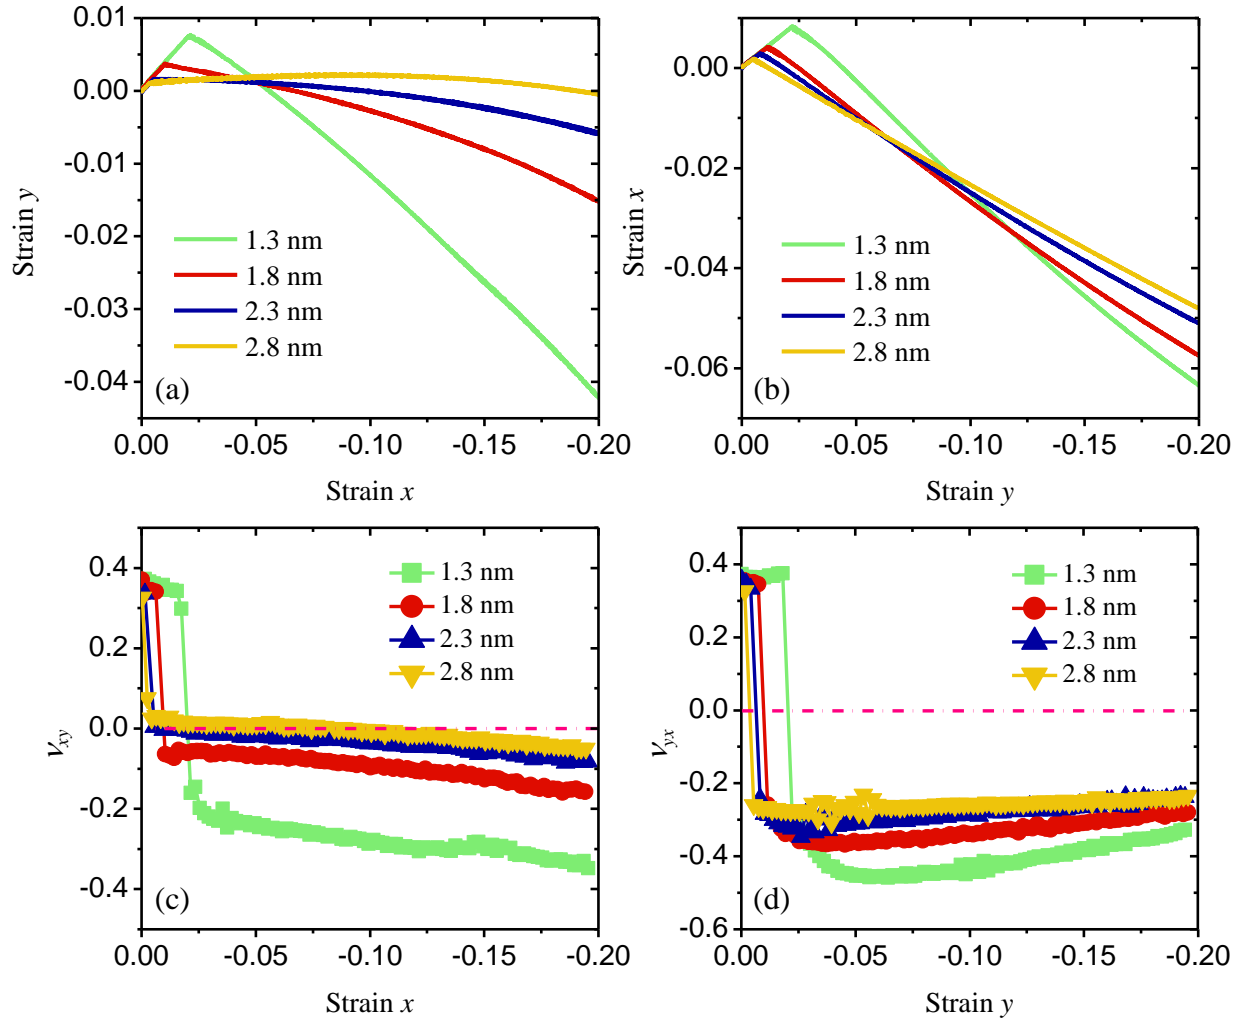 0.01
0.00
-0.01
-0.02
-0.03
-0.04
Strain y
1.3 nm
1.8 nm
2.3 nm
2.8 nm
(a)
0.00 -0.05 -0.10 -0.15 -0.20
Strain x
0.00
-0.02
-0.04
-0.06
Strain x
1.3 nm
1.8 nm
2.3 nm
2.8 nm
(b)
0.00 -0.05 -0.10 -0.15 -0.20
Strain y
0.4
0.2
0.0
-0.2
-0.4
νxy
1.3 nm
1.8 nm
2.3 nm
2.8 nm
(c)
0.00 -0.05 -0.10 -0.15 -0.20
Strain x
0.4
0.2
0.0
-0.2
-0.4
-0.6
νyx
1.3 nm
1.8 nm
2.3 nm
2.8 nm
(d)
0.00 -0.05 -0.10 -0.15 -0.20
Strain y